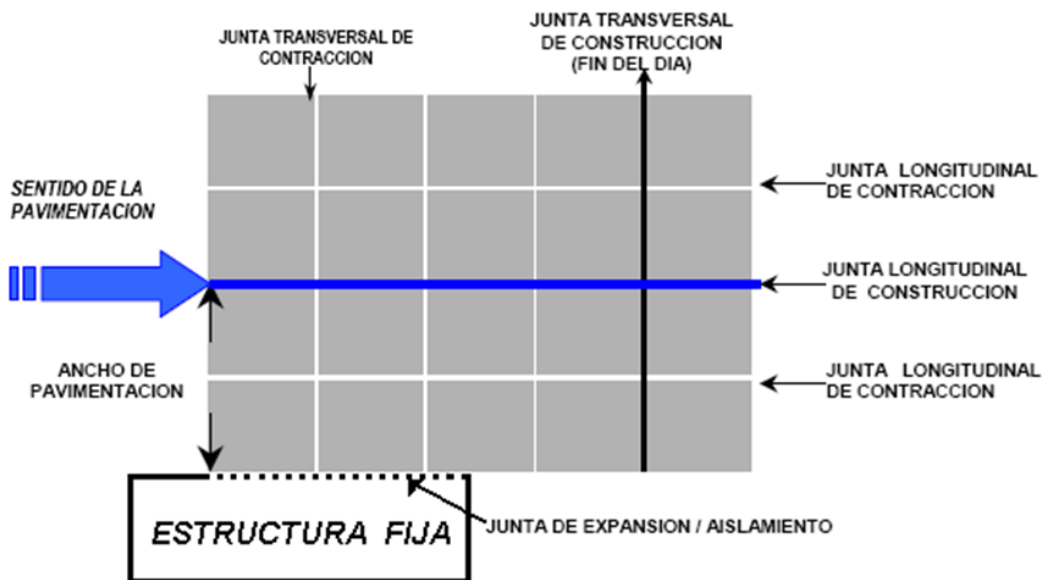 JUNTA TRANSVERSAL DE
CONTRACCION
JUNTA TRANSVERSAL
DE CONSTRUCCION
(FIN DEL DIA)
JUNTA LONGITUDINAL
DE CONTRACCION
SENTIDO DE LA
PAVIMENTACION
JUNTA LONGITUDINAL
DE CONSTRUCCION
ANCHO DE
PAVIMENTACION
JUNTA LONGITUDINAL
DE CONTRACCION
ESTRUCTURA FIJA
JUNTA DE EXPANSION / AISLAMIENTO